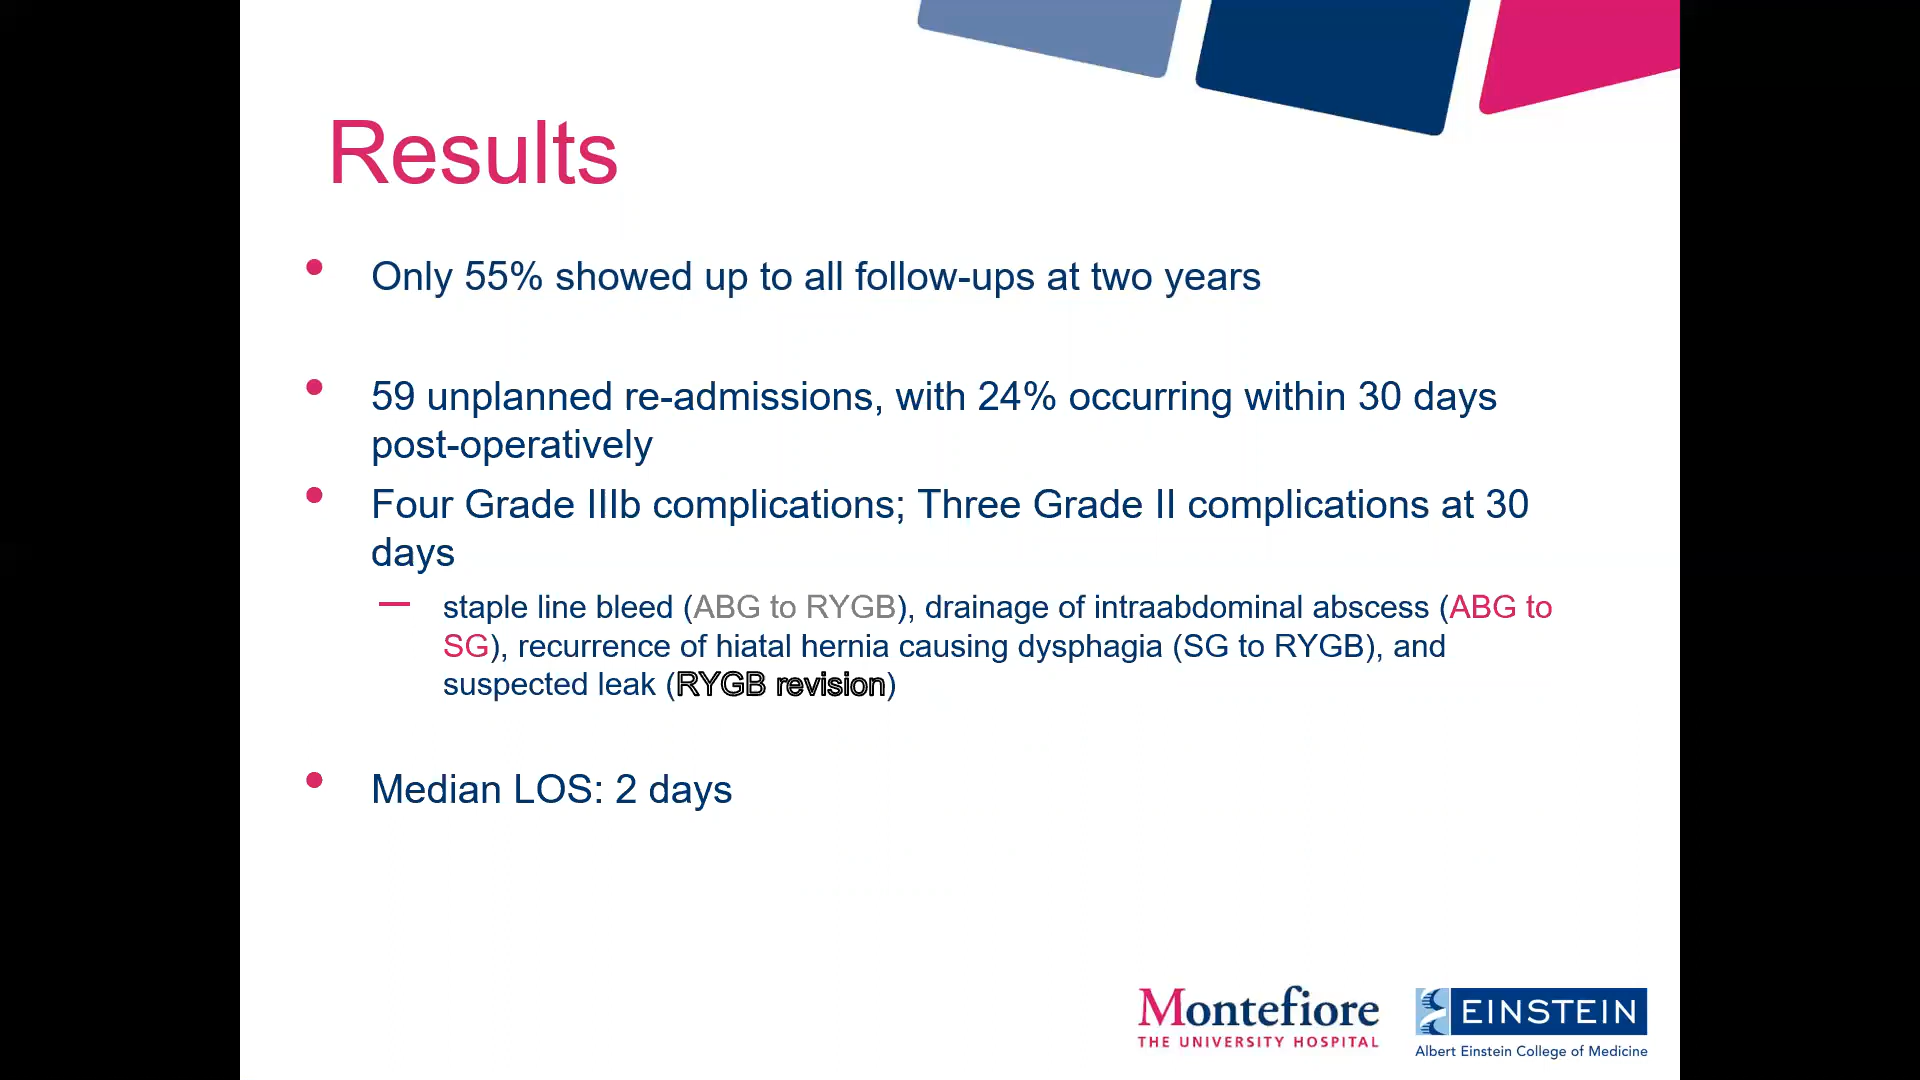 Results
• Only 55% showed up to all follow-ups at two years
• 59 unplanned re-admissions, with 24% occurring within 30 days
post-operatively
• Four Grade IIIb complications; Three Grade II complications at 30
days
— staple line bleed (ABG to RYGB), drainage of intraabdominal abscess (ABG to
SG), recurrence of hiatal hernia causing dysphagia (SG to RYGB), and
suspected leak (RYGB revision)
• Median LOS: 2 days
Montefiore
THE UNIVERSITY HOSPITAL
EINSTEIN
Albert Einstein College of Medicine